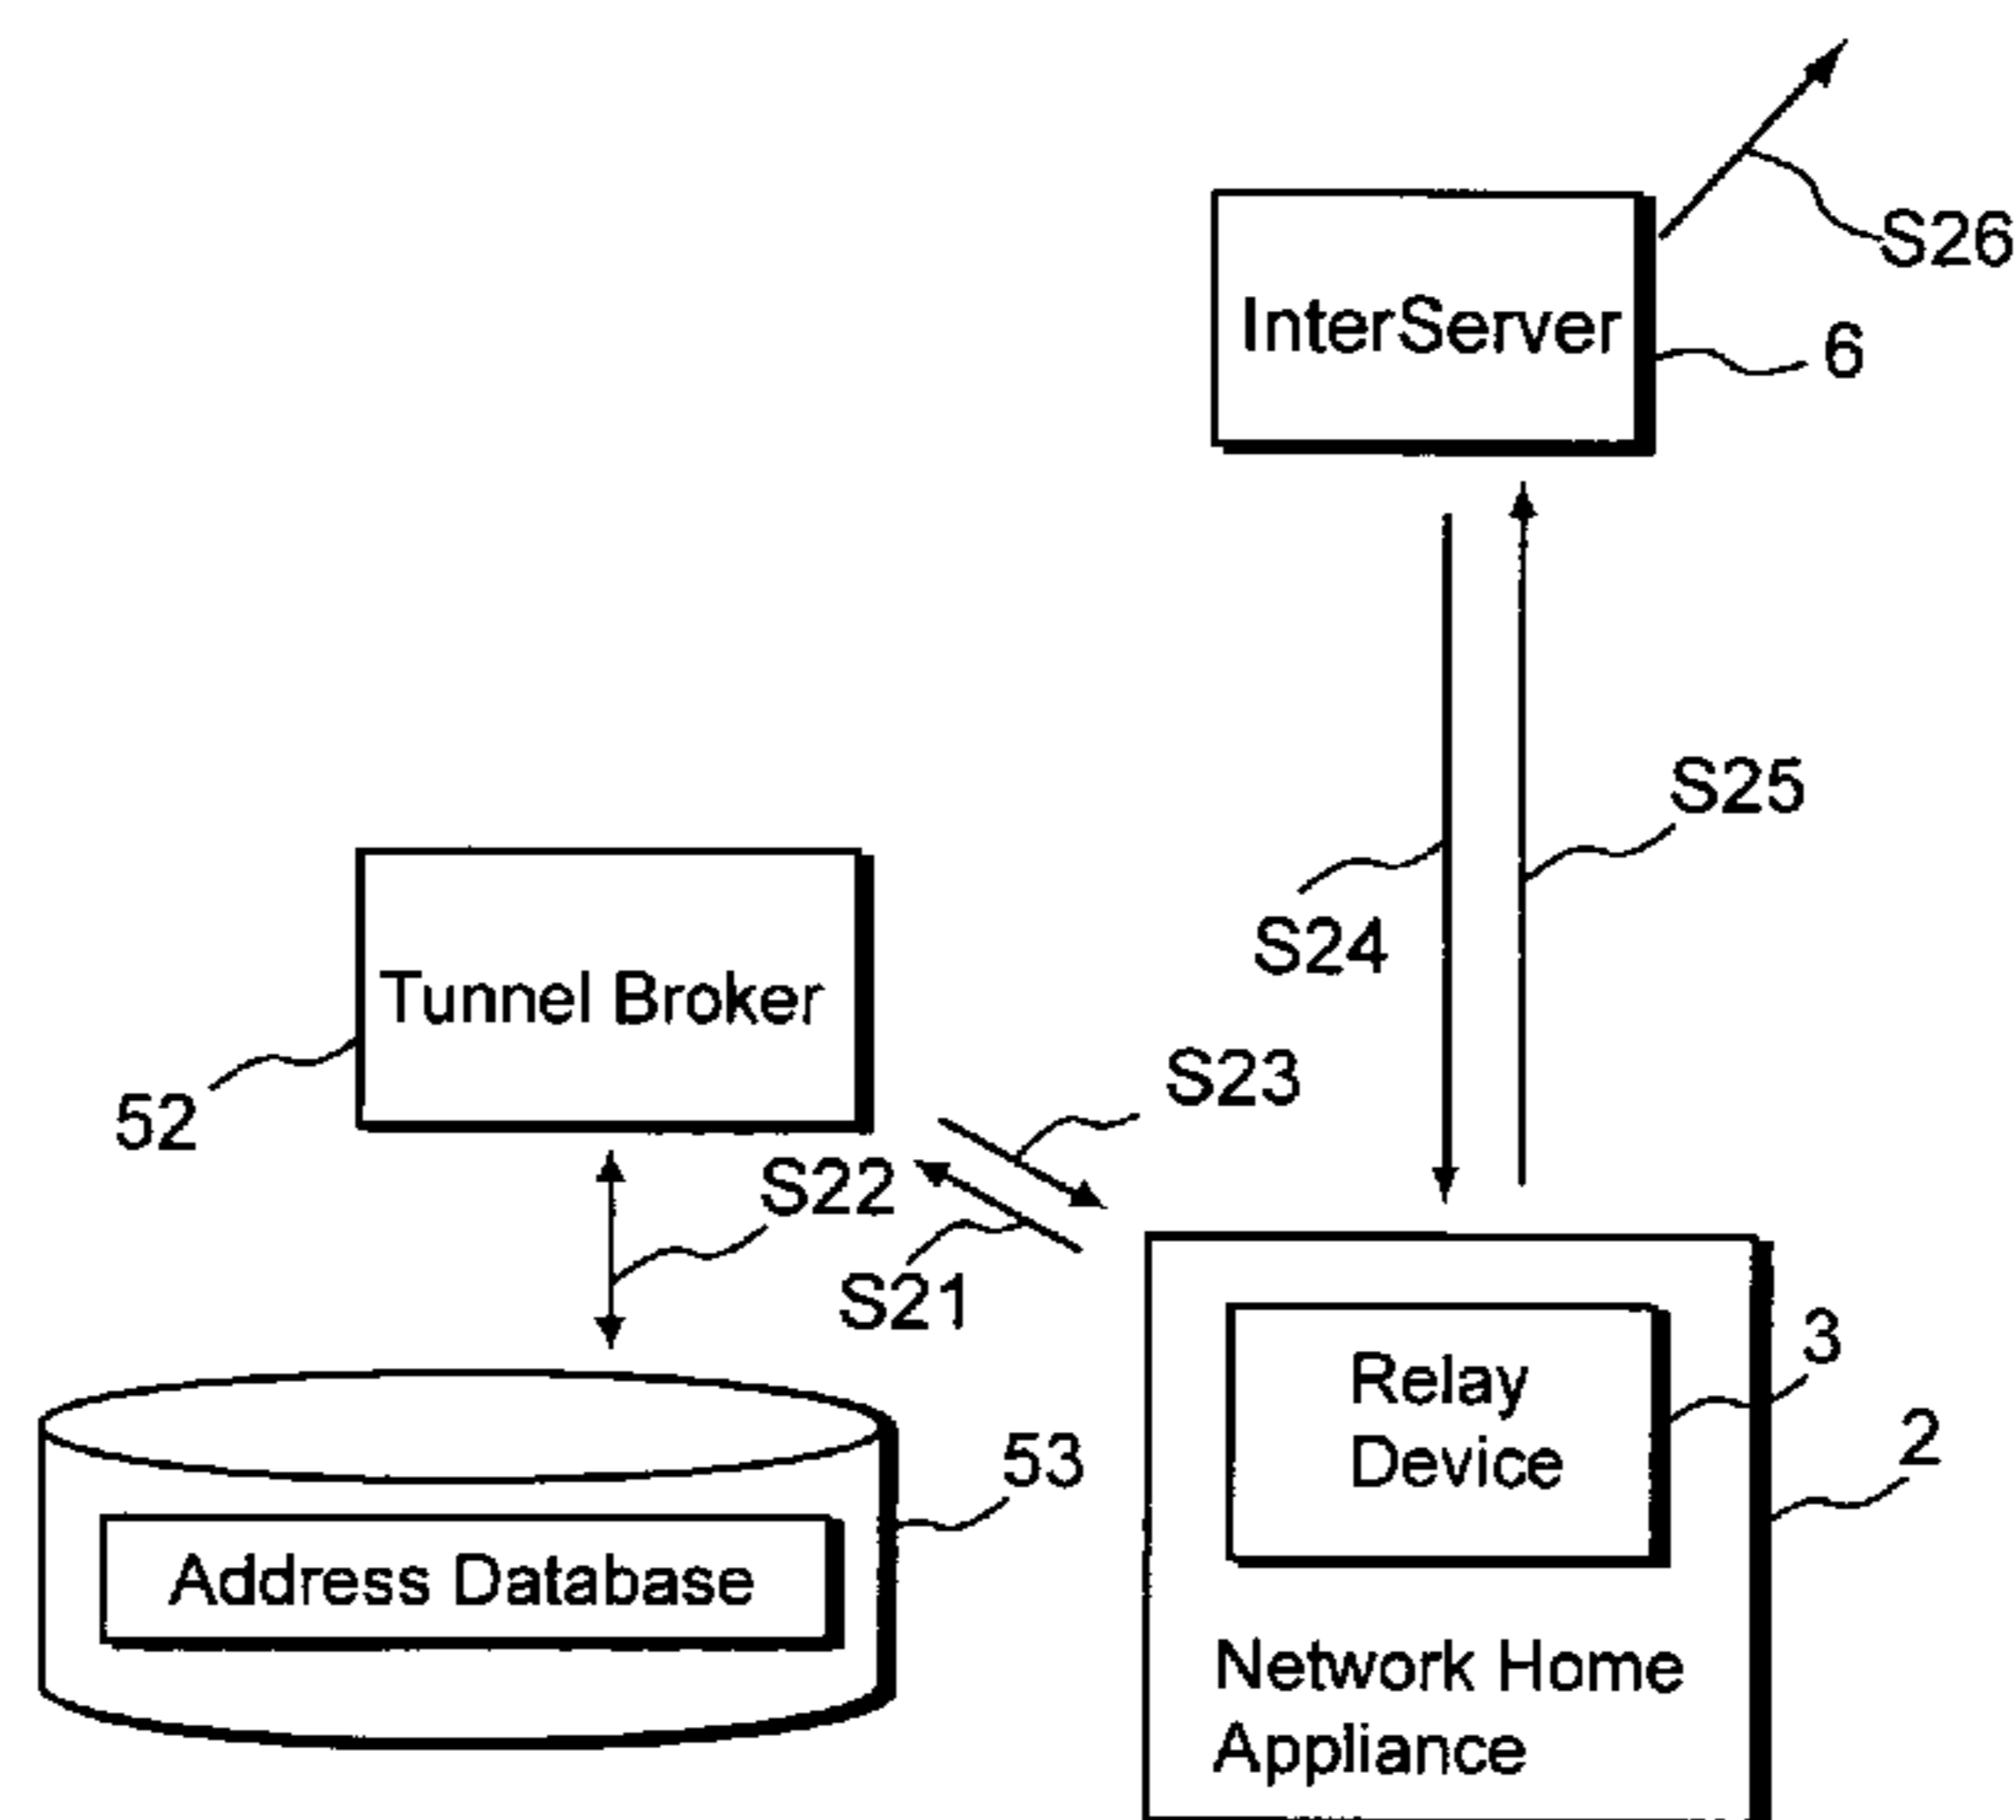 S26
InterServer
6
S25
S24
Tunnel Broker
S23
52
S22
S21
3
Relay
Device
2
53
Address Database
Network Home
Appliance